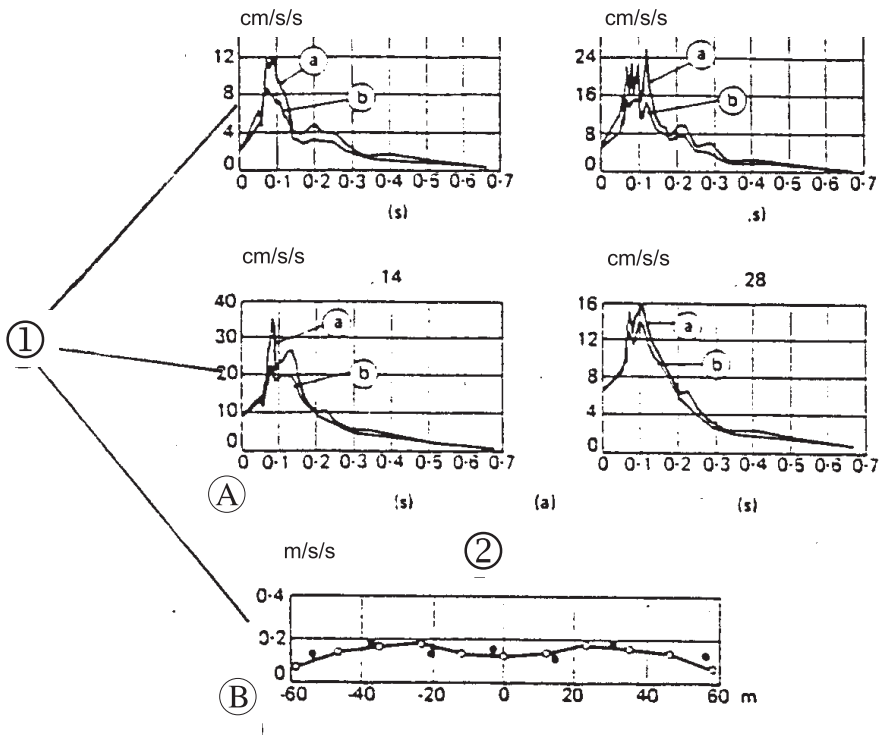 cm/s/s cm/s/s
12 24
a a
8 b 16 b
4 8
0 0
0 0·1 0·2 0·3 0·4 0·5 0·6 0·7 0 0·1 0·2 0·3 0·4 0·5 0·6 0·7
(s) .s)
cm/s/s cm/s/s
14 28
40 16
30 a 12 a
① 20 b 8 b
10 4
0 0
0 0·1 0·2 0·3 0·4 0·5 0·6 0·7 0 0·1 0·2 0·3 0·4 0·5 0·6 0·7
Ⓐ (s) (a) (s)
m/s/s ②
0·4
0·2
0
Ⓑ -60 -40 -20 0 20 40 60 m